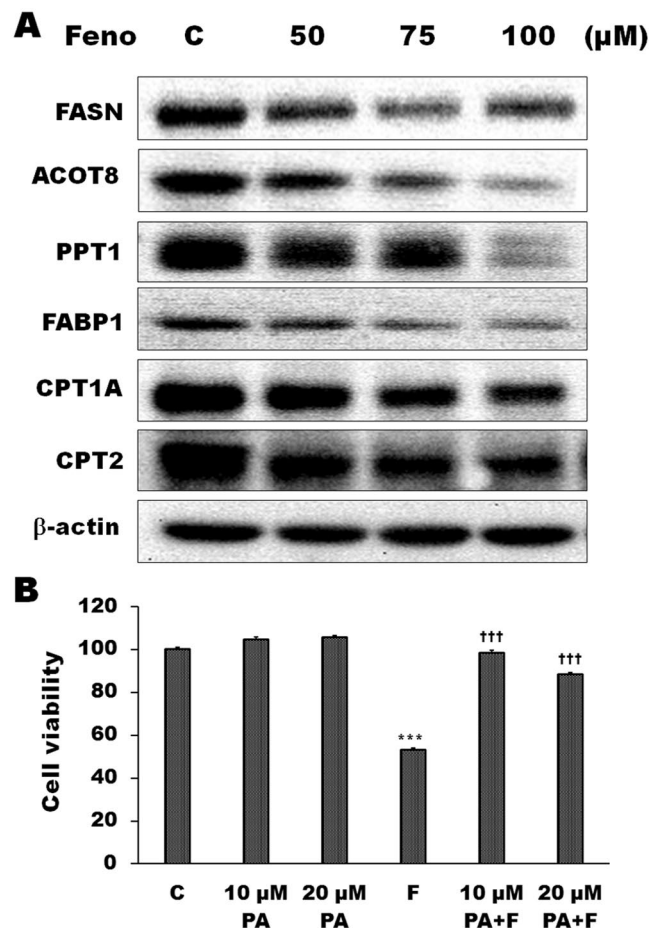 A
Feno C 50 75 100 (µM)
FASN
ACOT8
PPT1
FABP1
CPT1A
CPT2
β-actin
B
Cell viability
120
100
80
60
40
20
0
***
†††
†††
C 10 µM 20 µM F 10 µM 20 µM
PA PA PA+F PA+F